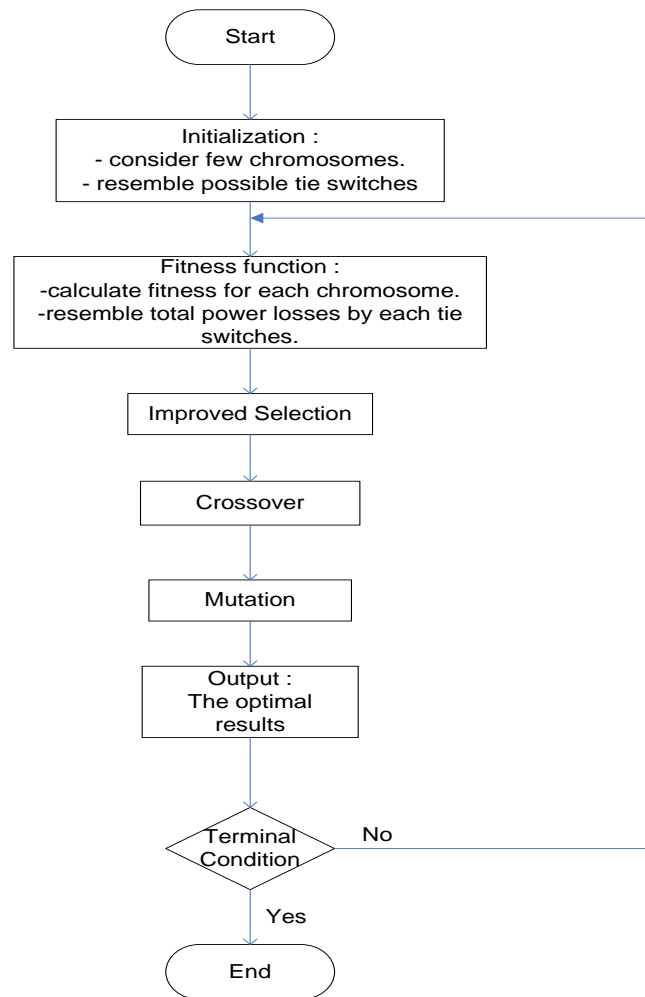 Start
Initialization :
- consider few chromosomes.
- resemble possible tie switches
Fitness function :
-calculate fitness for each chromosome.
-resemble total power losses by each tie
switches.
Improved Selection
Crossover
Mutation
Output :
The optimal
results
Terminal
Condition
No
Yes
End